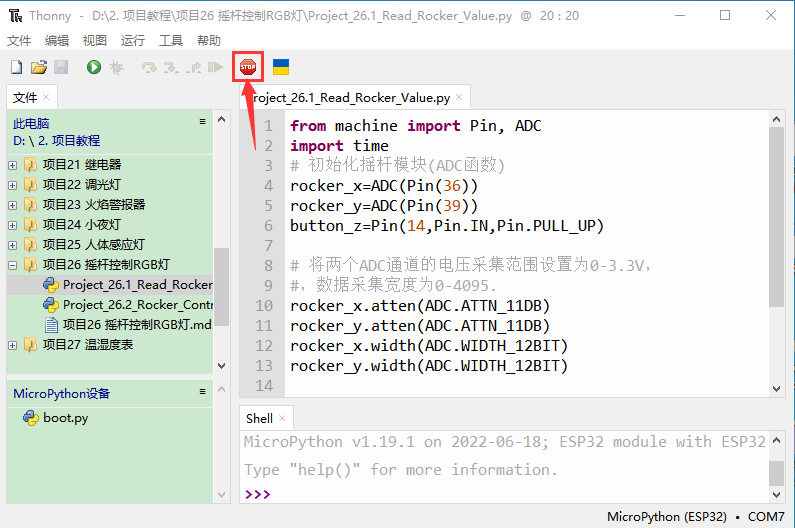 Thonny - D:\2. 项目教程\项目26 摇杆控制RGB灯\Project_26.1_Read_Rocker_Value.py @ 20 : 20
文件 编辑 视图 运行 工具 帮助
STOP
文件 ×
此电脑
D: \ 2. 项目教程
项目21 继电器
项目22 调光灯
项目23 火焰警报器
项目24 小夜灯
项目25 人体感应灯
项目26 摇杆控制RGB灯
Project_26.1_Read_Rocker
Project_26.2_Rocker_Contr
项目26 摇杆控制RGB灯.md
项目27 温湿度表
MicroPython设备
boot.py
roject_26.1_Read_Rocker_Value.py ×
1 from machine import Pin, ADC
2 import time
3 # 初始化摇杆模块(ADC函数)
4 rocker_x=ADC(Pin(36))
5 rocker_y=ADC(Pin(39))
6 button_z=Pin(14,Pin.IN,Pin.PULL_UP)
7
8 # 将两个ADC通道的电压采集范围设置为0-3.3V，
9 #，数据采集宽度为0-4095.
10 rocker_x.atten(ADC.ATTN_11DB)
11 rocker_y.atten(ADC.ATTN_11DB)
12 rocker_x.width(ADC.WIDTH_12BIT)
13 rocker_y.width(ADC.WIDTH_12BIT)
14
Shell ×
MicroPython v1.19.1 on 2022-06-18; ESP32 module with ESP32
Type "help()" for more information.
>>>
MicroPython (ESP32) • COM7